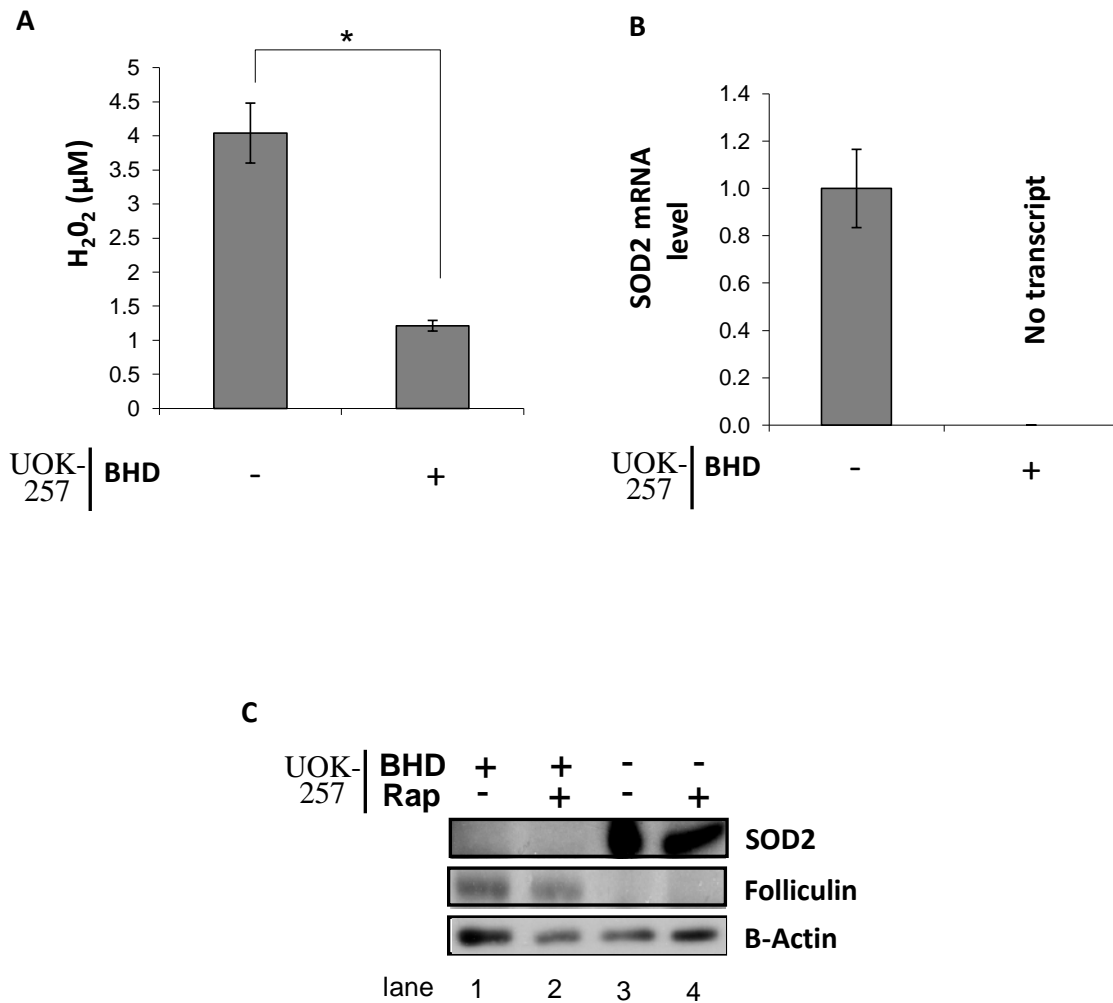 A
*
H₂0₂ (µM)
5
4.5
4
3.5
3
2.5
2
1.5
1
0.5
0
UOK-
257
BHD - +
B
SOD2 mRNA
level
1.4
1.2
1.0
0.8
0.6
0.4
0.2
0.0
No transcript
UOK-
257
BHD - +
C
UOK-
257
BHD + + - -
Rap - + - +
SOD2
Folliculin
B-Actin
lane 1 2 3 4